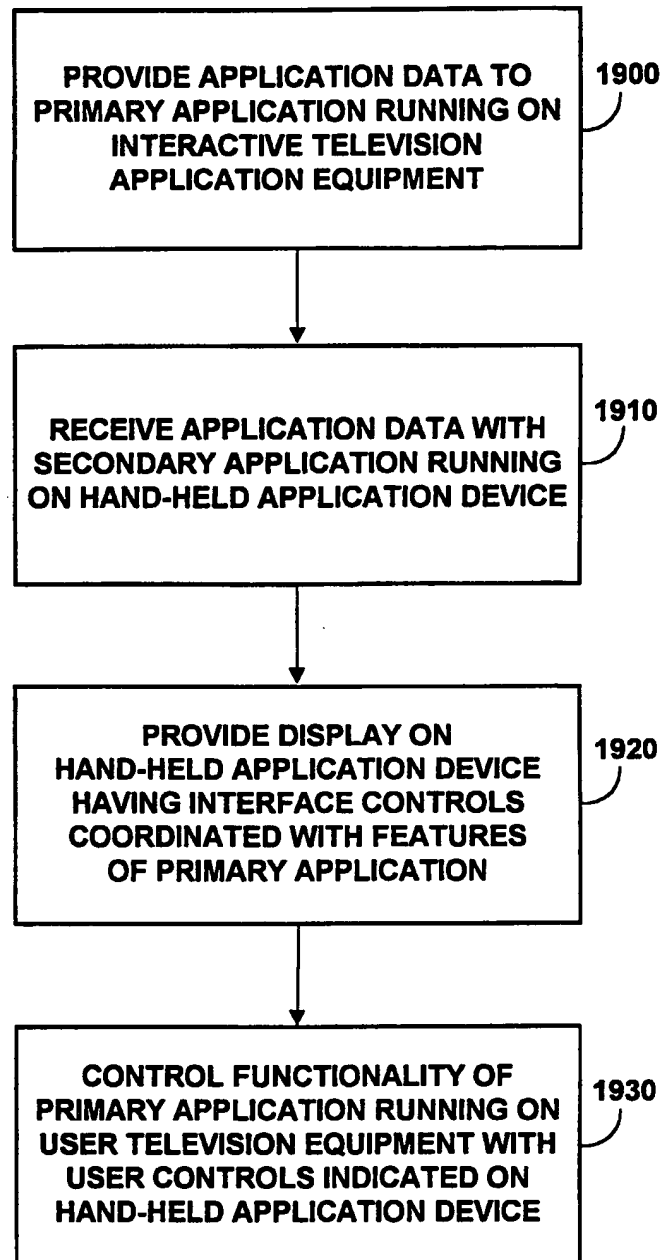 PROVIDE APPLICATION DATA TO
PRIMARY APPLICATION RUNNING ON
INTERACTIVE TELEVISION
APPLICATION EQUIPMENT
1900
RECEIVE APPLICATION DATA WITH
SECONDARY APPLICATION RUNNING
ON HAND-HELD APPLICATION DEVICE
1910
PROVIDE DISPLAY ON
HAND-HELD APPLICATION DEVICE
HAVING INTERFACE CONTROLS
COORDINATED WITH FEATURES
OF PRIMARY APPLICATION
1920
CONTROL FUNCTIONALITY OF
PRIMARY APPLICATION RUNNING ON
USER TELEVISION EQUIPMENT WITH
USER CONTROLS INDICATED ON
HAND-HELD APPLICATION DEVICE
1930